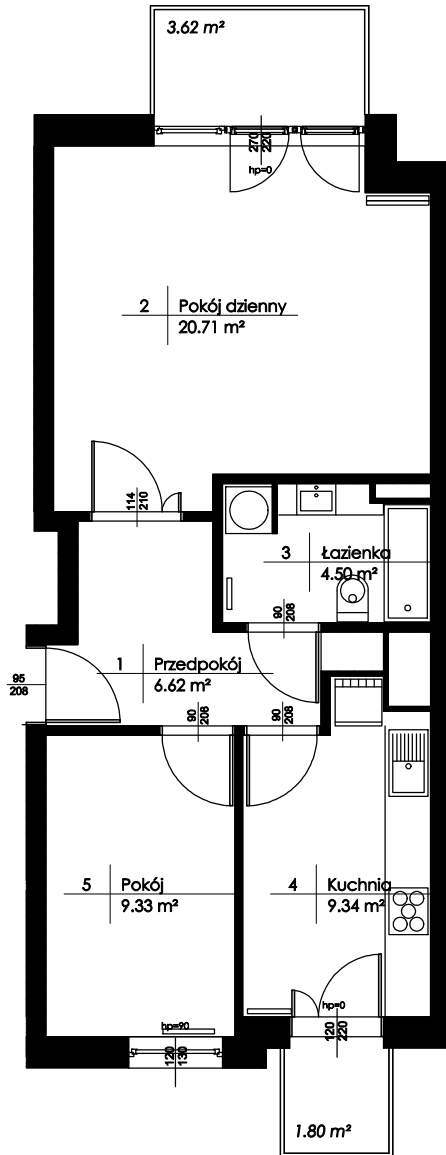 3.62 m²
270
220
hp=0
2 Pokój dzienny
20.71 m²
114
210
3 Łazienka
4.50 m²
90
208
1 Przedpokój
6.62 m²
95
208
90
208
90
208
5 Pokój
9.33 m²
4 Kuchnia
9.34 m²
hp=90
hp=0
120
130
120
220
1.80 m²